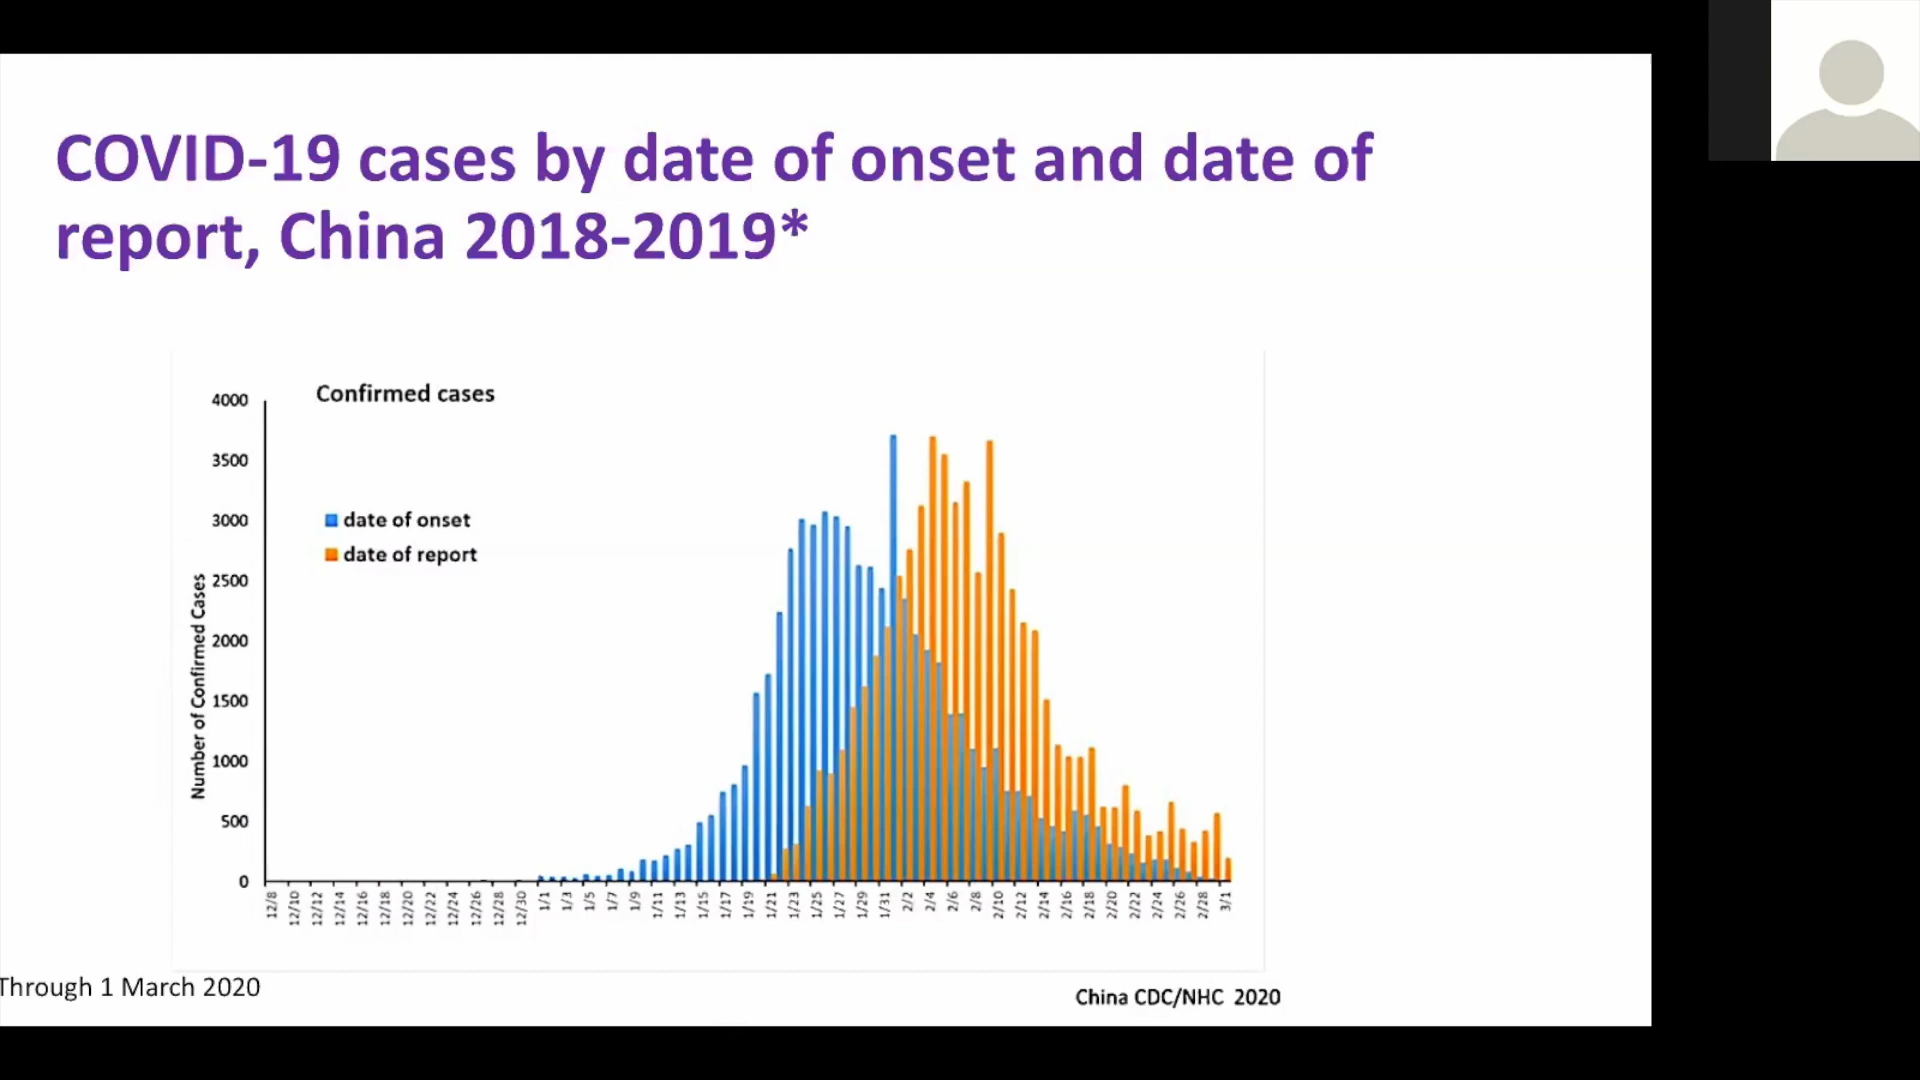 COVID-19 cases by date of onset and date of
report, China 2018-2019*
Confirmed cases
date of onset
date of report
Number of Confirmed Cases
4000
3500
3000
2500
2000
1500
1000
500
0
12/8 12/10 12/12 12/14 12/16 12/18 12/20 12/22 12/24 12/26 12/28 12/30 1/1 1/3 1/5 1/7 1/9 1/11 1/13 1/15 1/17 1/19 1/21 1/23 1/25 1/27 1/29 1/31 2/2 2/4 2/6 2/8 2/10 2/12 2/14 2/16 2/18 2/20 2/22 2/24 2/26 2/28 3/1
Through 1 March 2020
China CDC/NHC 2020